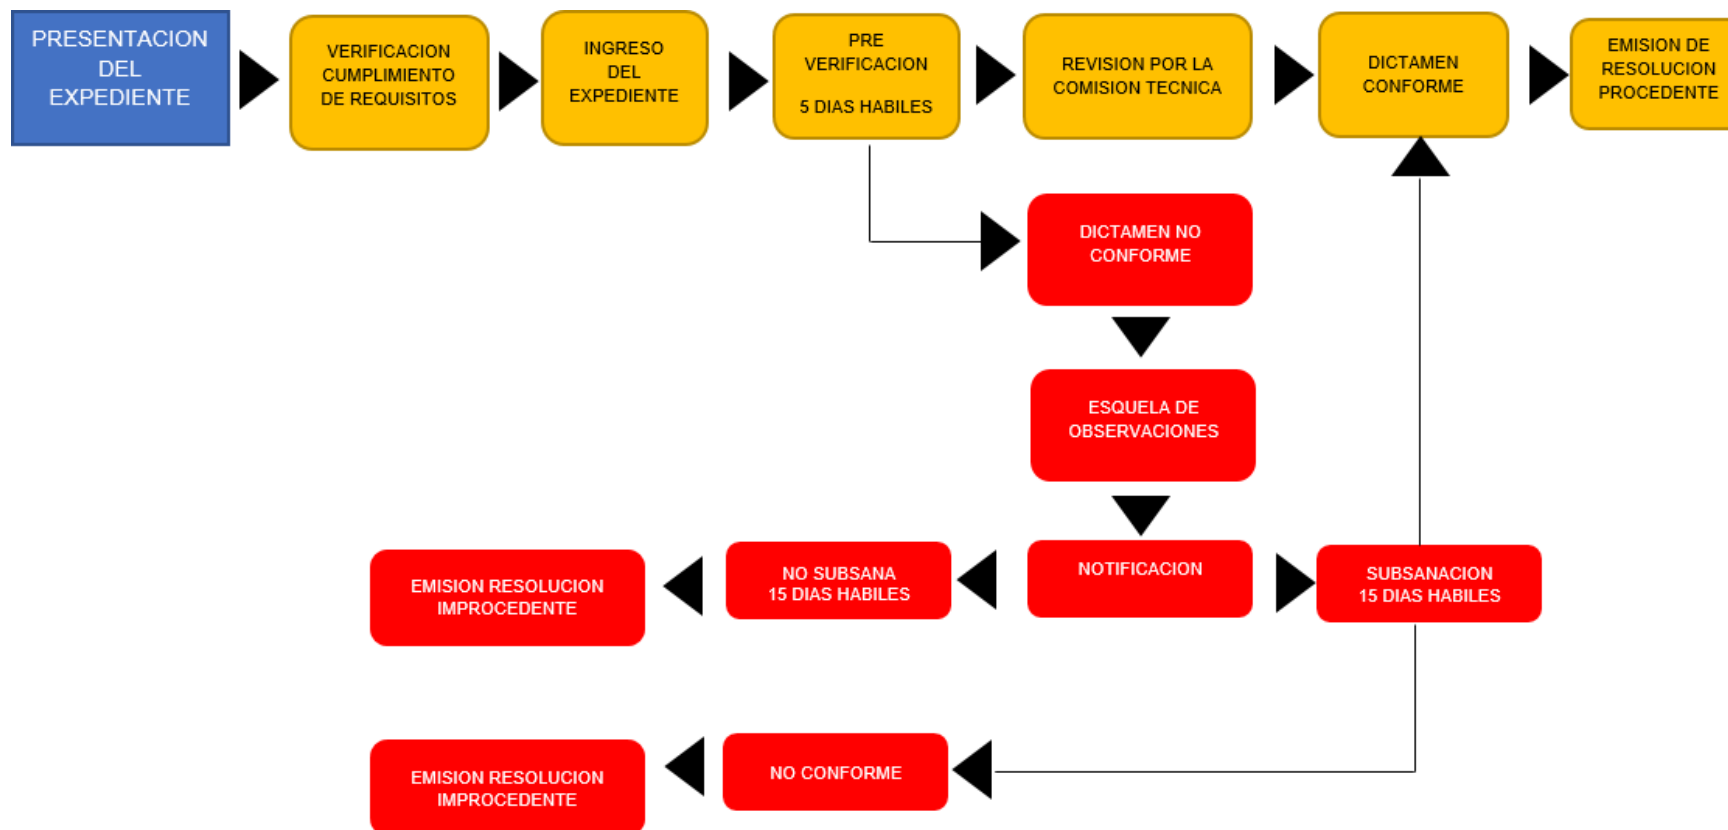 PRESENTACION
DEL
EXPEDIENTE
VERIFICACION
CUMPLIMIENTO
DE REQUISITOS
INGRESO
DEL
EXPEDIENTE
PRE
VERIFICACION
5 DIAS HABILES
REVISION POR LA
COMISION TECNICA
DICTAMEN
CONFORME
EMISION DE
RESOLUCION
PROCEDENTE
DICTAMEN NO
CONFORME
ESQUELA DE
OBSERVACIONES
EMISION RESOLUCION
IMPROCEDENTE
NO SUBSANA
15 DIAS HABILES
NOTIFICACION
SUBSANACION
15 DIAS HABILES
EMISION RESOLUCION
IMPROCEDENTE
NO CONFORME